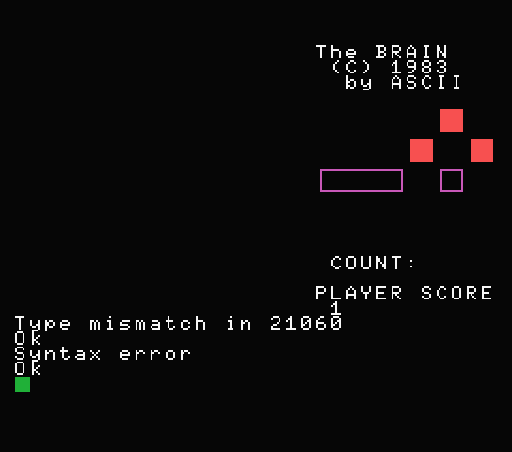 The BRAIN
(C) 1983
by ASCII
COUNT:
PLAYER SCORE
1
Type mismatch in 21060
Ok
Syntax error
Ok